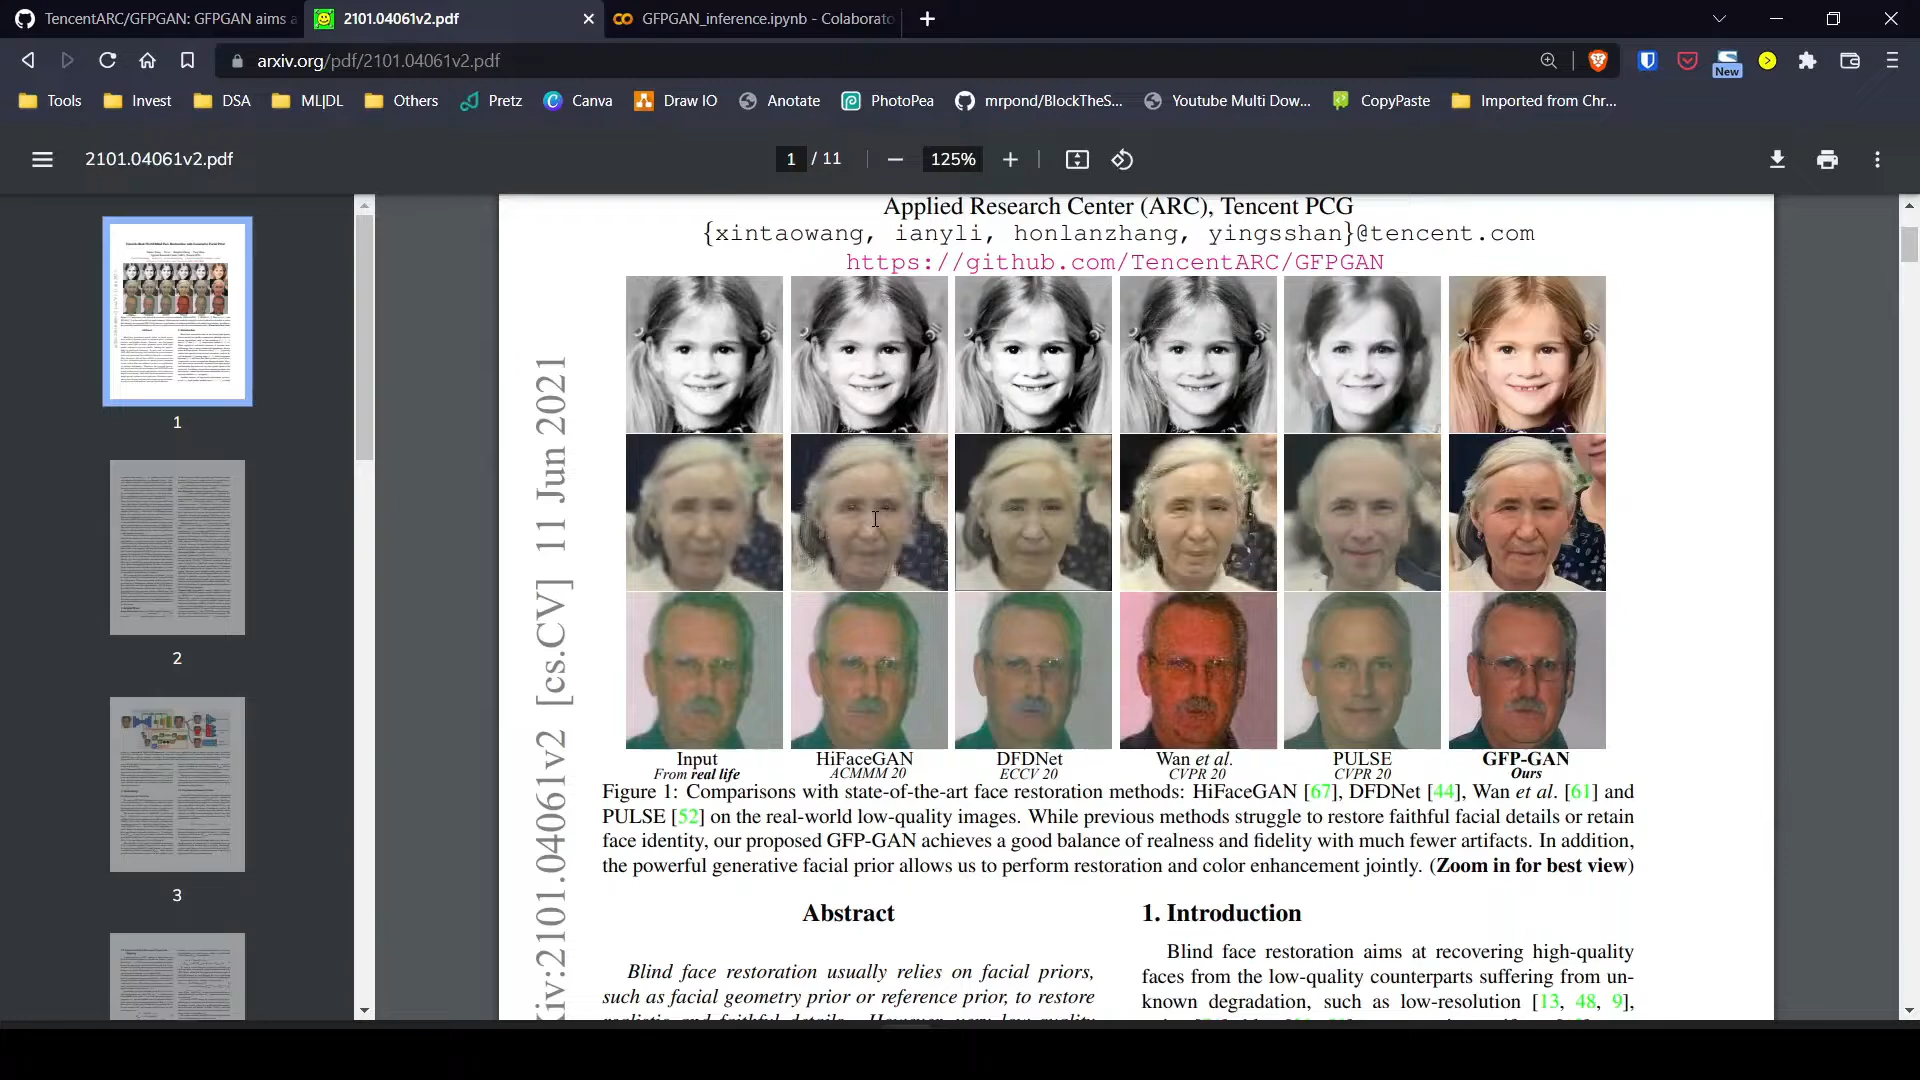 TencentARC/GFPGAN: GFPGAN aims a
2101.04061v2.pdf
GFPGAN_inference.ipynb - Colaborato
arxiv.org/pdf/2101.04061v2.pdf
New
Tools
Invest
DSA
ML|DL
Others
Pretz
Canva
Draw IO
Anotate
PhotoPea
mrpond/BlockTheS...
Youtube Multi Dow...
CopyPaste
Imported from Chr...
2101.04061v2.pdf
1 / 11
125%
1
2
3
Xiv:2101.04061v2 [cs.CV] 11 Jun 2021
Applied Research Center (ARC), Tencent PCG
{xintaowang, ianyli, honlanzhang, yingsshan}@tencent.com
https://github.com/TencentARC/GFPGAN
Input HiFaceGAN DFDNet Wan et al. PULSE GFP-GAN
From real life ACMMM 20 ECCV 20 CVPR 20 CVPR 20 Ours
Figure 1: Comparisons with state-of-the-art face restoration methods: HiFaceGAN [67], DFDNet [44], Wan et al. [61] and
PULSE [52] on the real-world low-quality images. While previous methods struggle to restore faithful facial details or retain
face identity, our proposed GFP-GAN achieves a good balance of realness and fidelity with much fewer artifacts. In addition,
the powerful generative facial prior allows us to perform restoration and color enhancement jointly. (Zoom in for best view)
Abstract
Blind face restoration usually relies on facial priors,
such as facial geometry prior or reference prior, to restore
realistic and faithful details. However, very low-quality
1. Introduction
Blind face restoration aims at recovering high-quality
faces from the low-quality counterparts suffering from un-
known degradation, such as low-resolution [13, 48, 9],